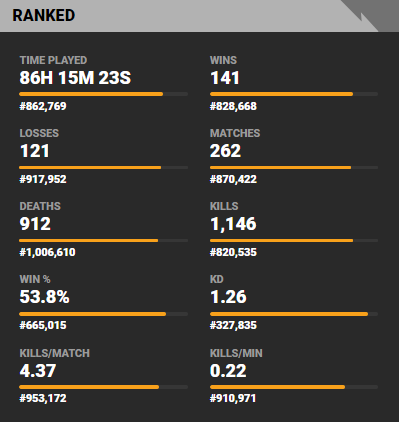 RANKED
TIME PLAYED
86H 15M 23S
#862,769
WINS
141
#828,668
LOSSES
121
#917,952
MATCHES
262
#870,422
DEATHS
912
#1,006,610
KILLS
1,146
#820,535
WIN %
53.8%
#665,015
KD
1.26
#327,835
KILLS/MATCH
4.37
#953,172
KILLS/MIN
0.22
#910,971